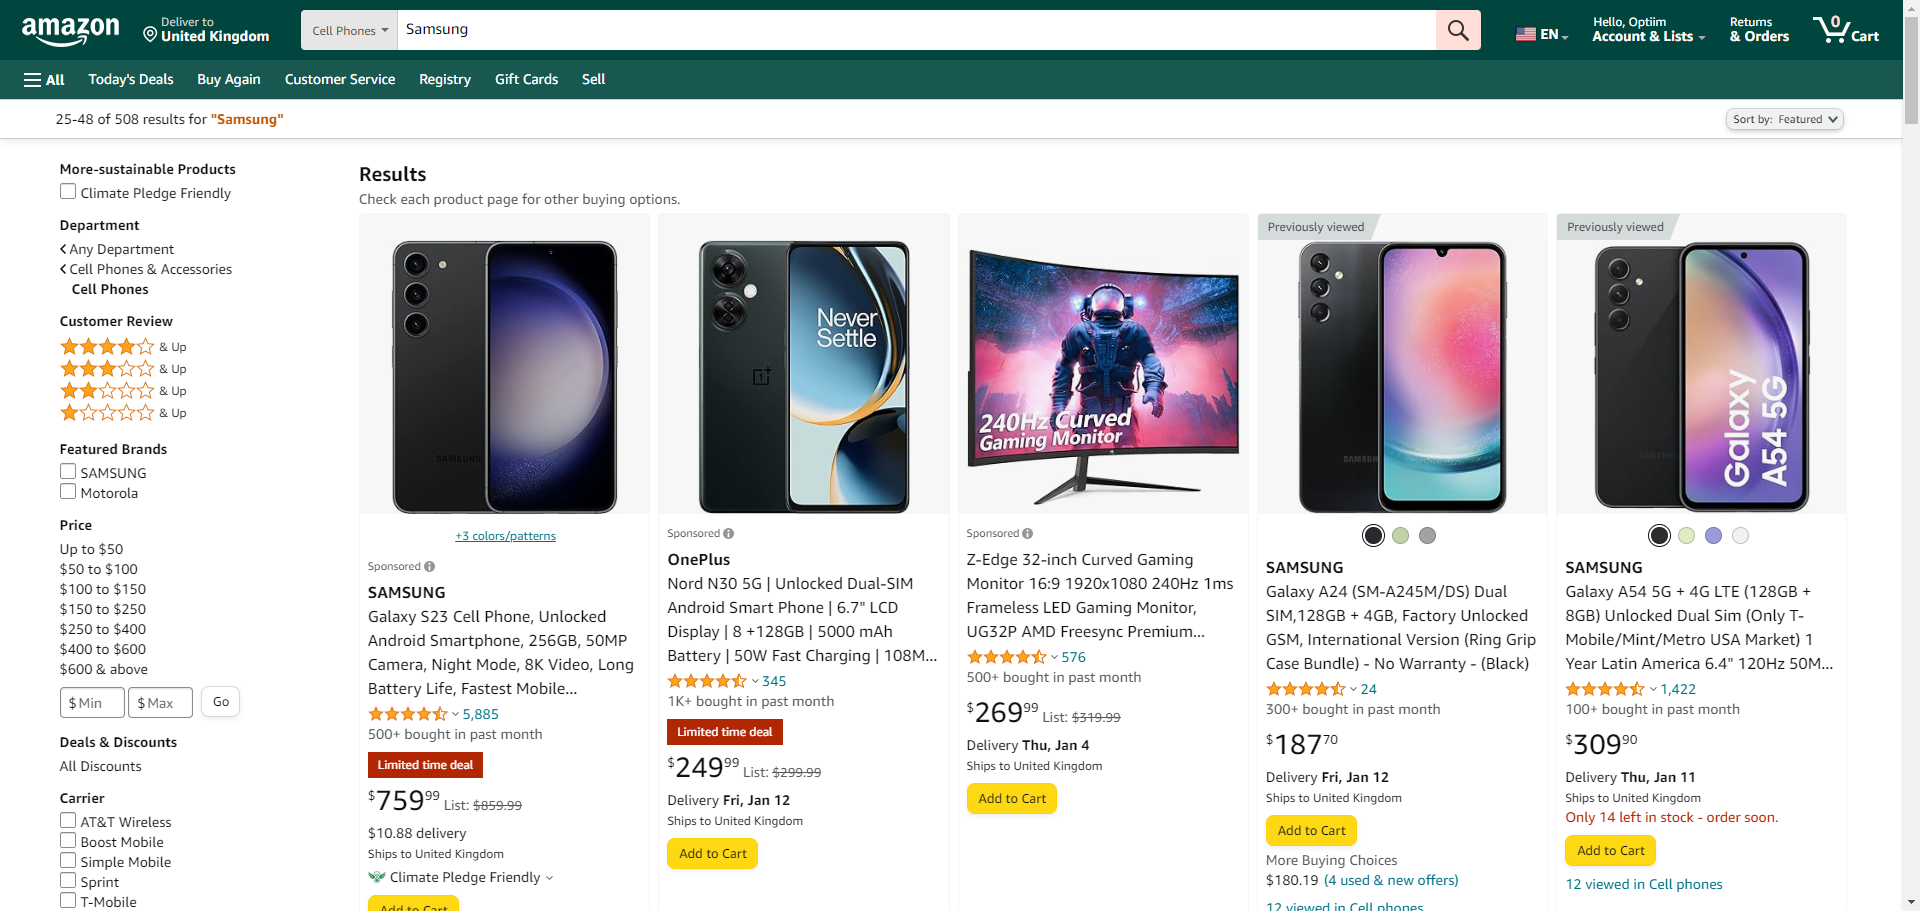 amazon
Deliver to
United Kingdom
Cell Phones
Samsung
EN
Hello, Optiim
Account & Lists
Returns
& Orders
0
Cart
All
Today's Deals
Buy Again
Customer Service
Registry
Gift Cards
Sell
25-48 of 508 results for "Samsung"
Sort by: Featured
More-sustainable Products
Climate Pledge Friendly
Department
Any Department
Cell Phones & Accessories
Cell Phones
Customer Review
& Up
& Up
& Up
& Up
Featured Brands
SAMSUNG
Motorola
Price
Up to $50
$50 to $100
$100 to $150
$150 to $250
$250 to $400
$400 to $600
$600 & above
$ Min
$ Max
Go
Deals & Discounts
All Discounts
Carrier
AT&T Wireless
Boost Mobile
Simple Mobile
Sprint
T-Mobile
Results
Check each product page for other buying options.
SAMSUNG
+3 colors/patterns
Sponsored
SAMSUNG
Galaxy S23 Cell Phone, Unlocked
Android Smartphone, 256GB, 50MP
Camera, Night Mode, 8K Video, Long
Battery Life, Fastest Mobile...
5,885
500+ bought in past month
Limited time deal
$759.99 List: $859.99
$10.88 delivery
Ships to United Kingdom
Climate Pledge Friendly
Add to Cart
Never
Settle
Sponsored
OnePlus
Nord N30 5G | Unlocked Dual-SIM
Android Smart Phone | 6.7" LCD
Display | 8 +128GB | 5000 mAh
Battery | 50W Fast Charging | 108M...
345
1K+ bought in past month
Limited time deal
$249.99 List: $299.99
Delivery Fri, Jan 12
Ships to United Kingdom
Add to Cart
240Hz Curved
Gaming Monitor
Sponsored
Z-Edge 32-inch Curved Gaming
Monitor 16:9 1920x1080 240Hz 1ms
Frameless LED Gaming Monitor,
UG32P AMD Freesync Premium...
576
500+ bought in past month
$269.99 List: $319.99
Delivery Thu, Jan 4
Ships to United Kingdom
Add to Cart
Previously viewed
SAMSUNG
SAMSUNG
Galaxy A24 (SM-A245M/DS) Dual
SIM,128GB + 4GB, Factory Unlocked
GSM, International Version (Ring Grip
Case Bundle) - No Warranty - (Black)
24
300+ bought in past month
$187.70
Delivery Fri, Jan 12
Ships to United Kingdom
Add to Cart
More Buying Choices
$180.19 (4 used & new offers)
12 viewed in Cell phones
Previously viewed
Galaxy
A54 5G
SAMSUNG
Galaxy A54 5G + 4G LTE (128GB +
8GB) Unlocked Dual Sim (Only T-
Mobile/Mint/Metro USA Market) 1
Year Latin America 6.4" 120Hz 50M...
1,422
100+ bought in past month
$309.90
Delivery Thu, Jan 11
Ships to United Kingdom
Only 14 left in stock - order soon.
Add to Cart
12 viewed in Cell phones